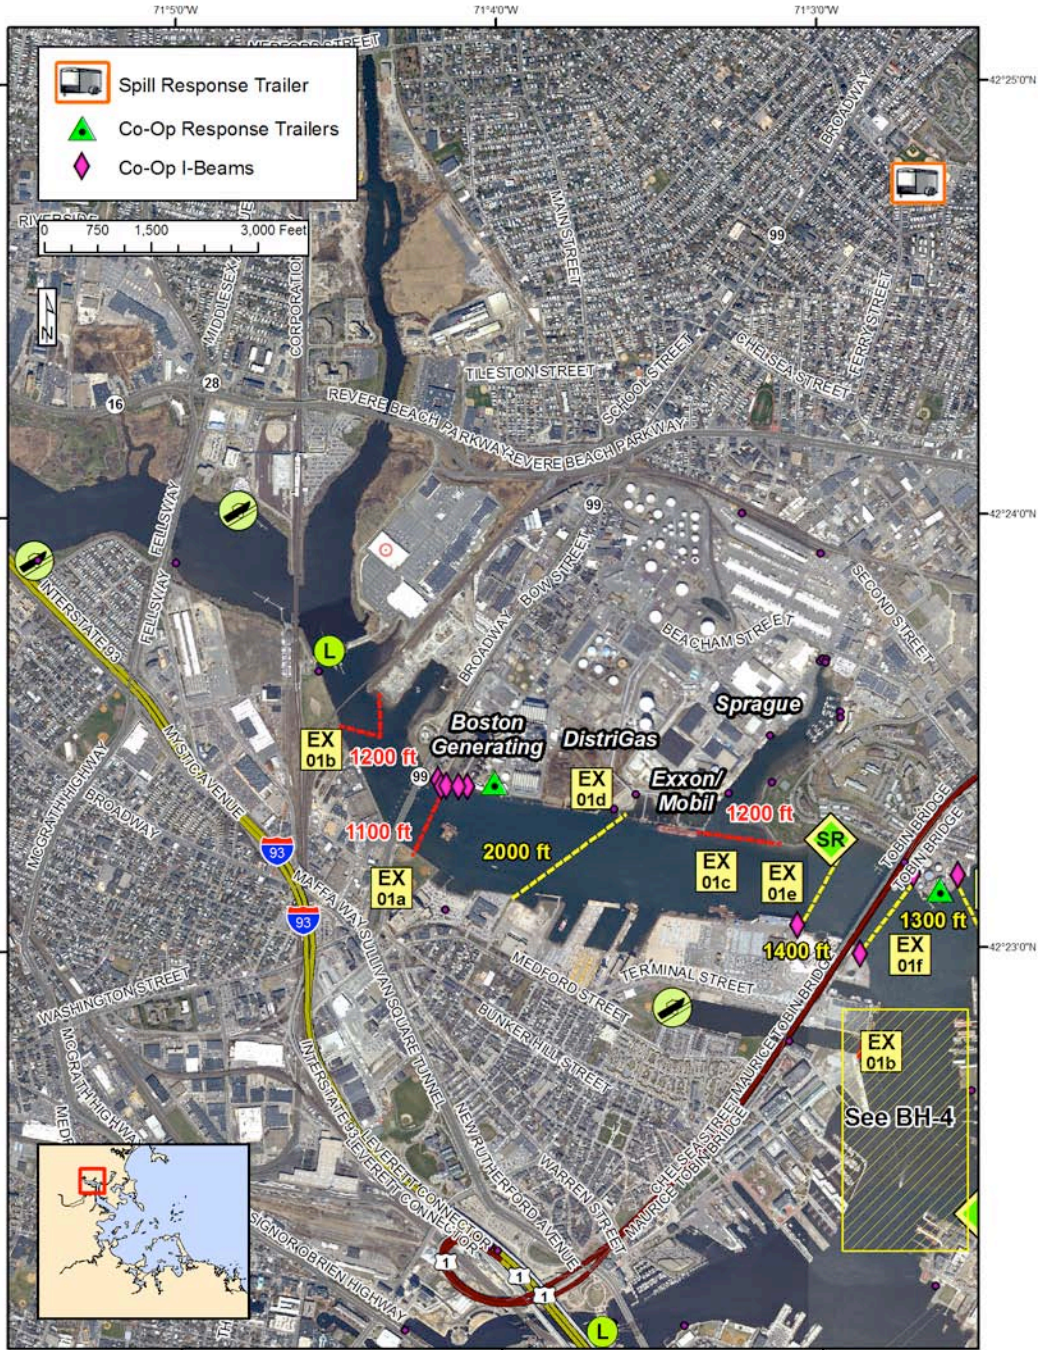 71°5'0"W
71°4'0"W
71°3'0"W
42°25'0"N
42°24'0"N
42°23'0"N
Spill Response Trailer
Co-Op Response Trailers
Co-Op I-Beams
0 750 1,500 3,000 Feet
N
BROADWAY
MAIN STREET
99
CORPORATION
FERRY STREET
CHELSEA STREET
SCHOOL STREET
TILESTON STREET
28
16
REVERE BEACH PARKWAY
EVERE BEACH PARKWAY
FELLSWAY
FELLSWAY
99
BOW STREET
BROADWAY
INTERSTATE 93
BEACHAM STREET
SECOND STREET
L
Sprague
Boston
Generating
DistriGas
EX
01b
1200 ft
99
EX
01d
Exxon/
Mobil
1200 ft
MYSTIC AVENUE
MCGRATH HIGHWAY
BROADWAY
1100 ft
2000 ft
SR
TOBIN BRIDGE
TOBIN BRIDGE
93
EX
01a
EX
01c
EX
01e
93
MAFFA WAY
SULLIVAN SQUARE TUNNEL
1400 ft
1300 ft
EX
01f
WASHINGTON STREET
MEDFORD STREET
TERMINAL STREET
BUNKER HILL STREET
MAURICE TOBIN BRIDGE
EX
01b
MCGRATH HIGHWAY
INTERSTATE 93
See BH-4
NEW RUTHERFORD AVENUE
WARREN STREET
CHELSEA STREET
MAURICE TOBIN BRIDGE
LEVERETT CONNECTOR
LEVERETT CONNECTOR
SIGNOR OBRIEN HIGHWAY
1
1
1
L